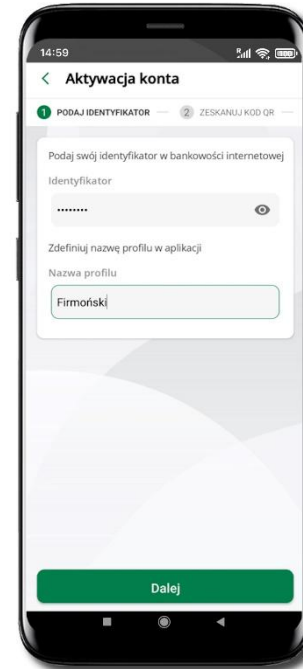 14:59
Aktywacja konta
1 PODAJ IDENTYFIKATOR 2 ZESKANUJ KOD QR
Podaj swój identyfikator w bankowości internetowej
Identyfikator
••••••••
Zdefiniuj nazwę profilu w aplikacji
Nazwa profilu
Firmoński
Dalej